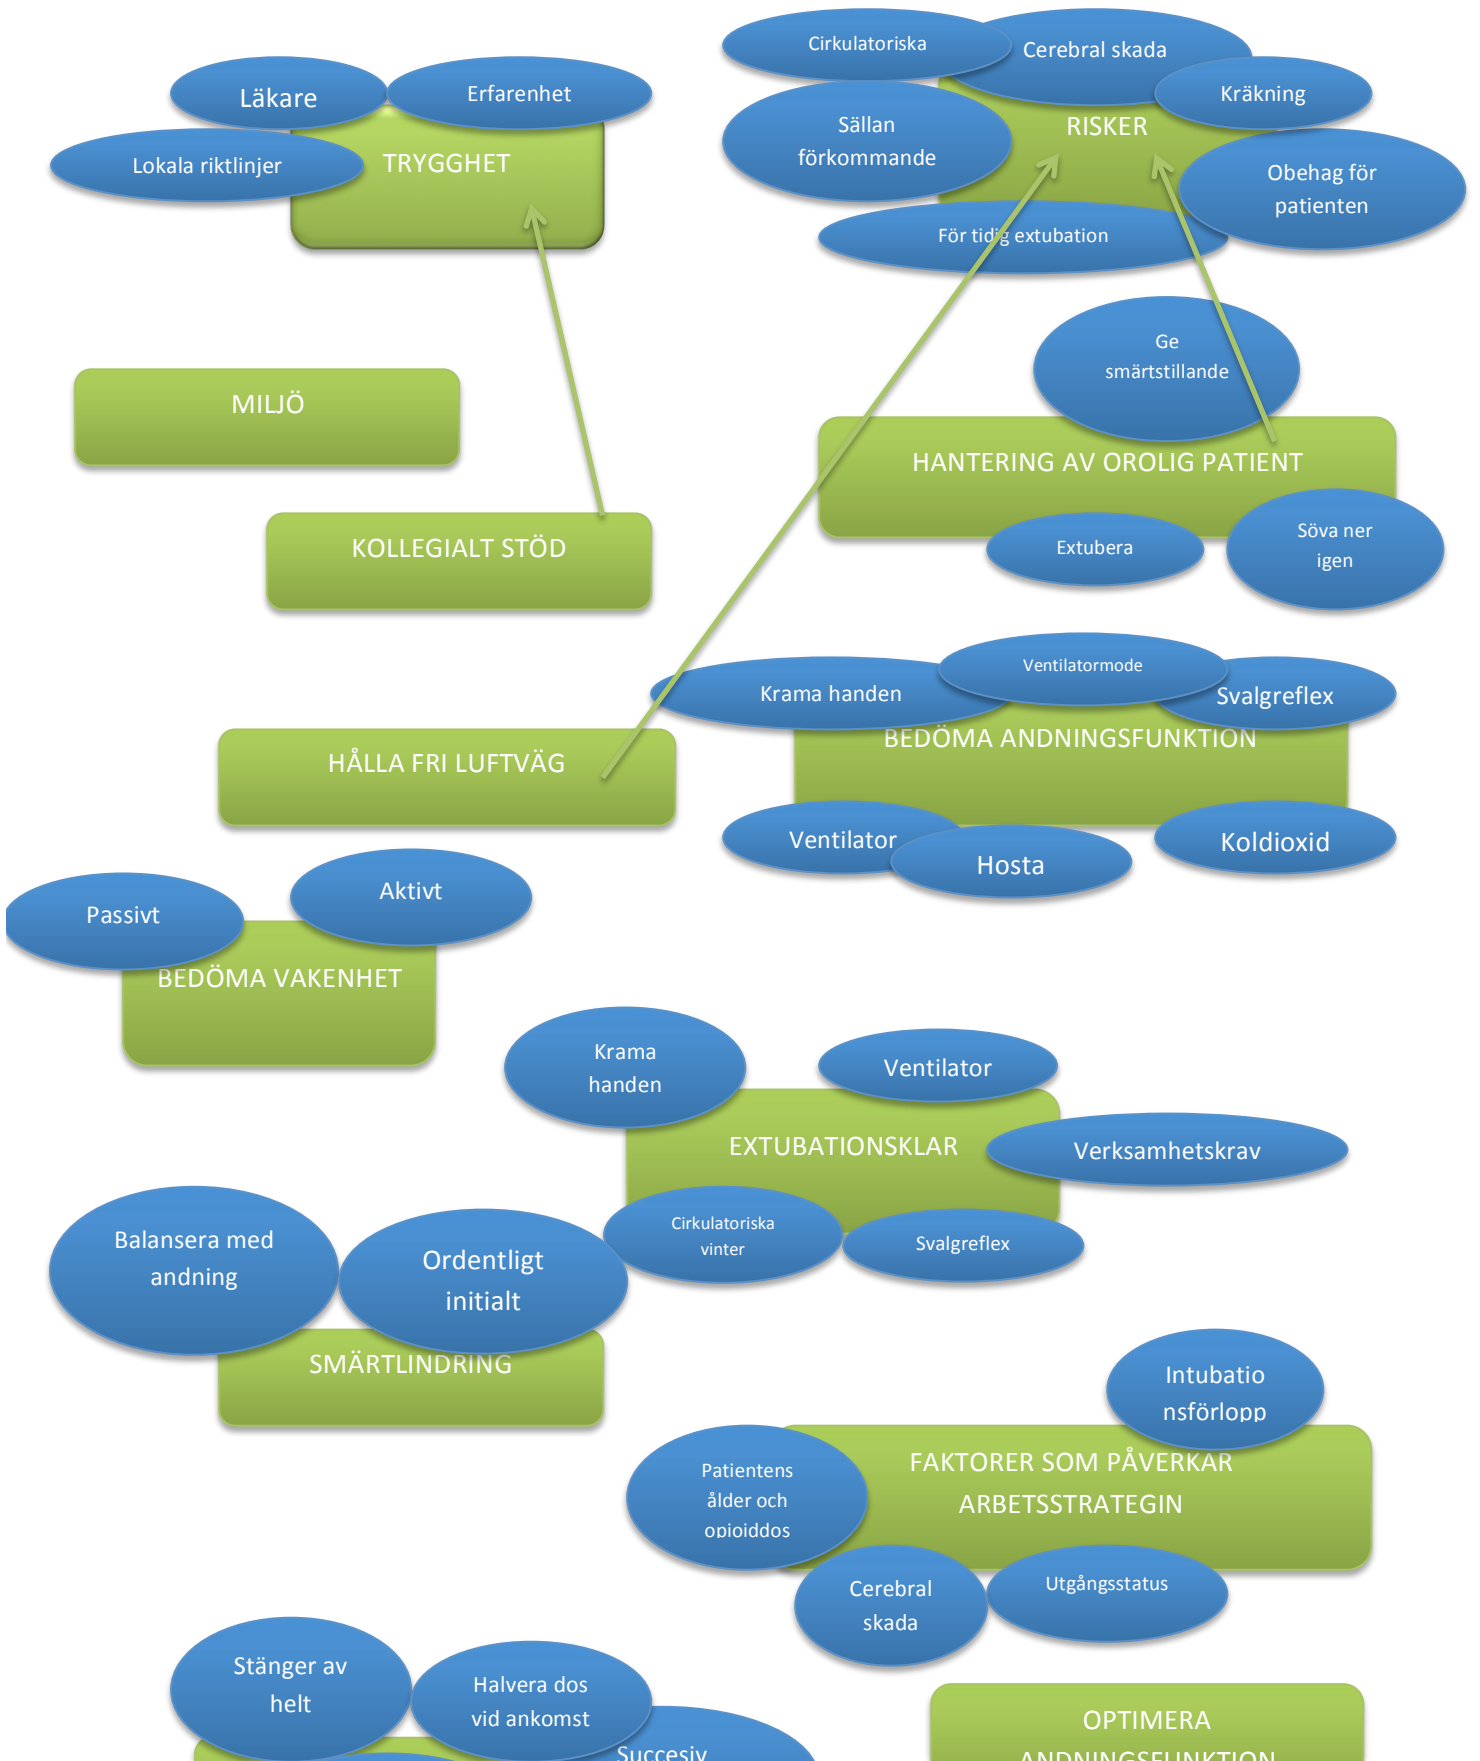 Cirkulatoriska
Cerebral skada
Läkare
Erfarenhet
Kräkning
Sällan
förkommande
RISKER
Lokala riktlinjer
TRYGGHET
Obehag för
patienten
För tidig extubation
Ge
smärtstillande
MILJÖ
HANTERING AV OROLIG PATIENT
KOLLEGIALT STÖD
Extubera
Söva ner
igen
Ventilatormode
Krama handen
Svalgreflex
BEDÖMA ANDNINGSFUNKTION
HÅLLA FRI LUFTVÄG
Ventilator
Hosta
Koldioxid
Aktivt
Passivt
BEDÖMA VAKENHET
Krama
handen
Ventilator
EXTUBATIONSKLAR
Verksamhetskrav
Cirkulatoriska
vinter
Svalgreflex
Balansera med
andning
Ordentligt
initialt
SMÄRTLINDRING
Intubatio
nsförlopp
FAKTORER SOM PÅVERKAR
ARBETSSTRATEGIN
Patientens
ålder och
opioiddos
Cerebral
skada
Utgångsstatus
Stänger av
helt
Halvera dos
vid ankomst
Succesiv
OPTIMERA
ANDNINGSFUNKTION